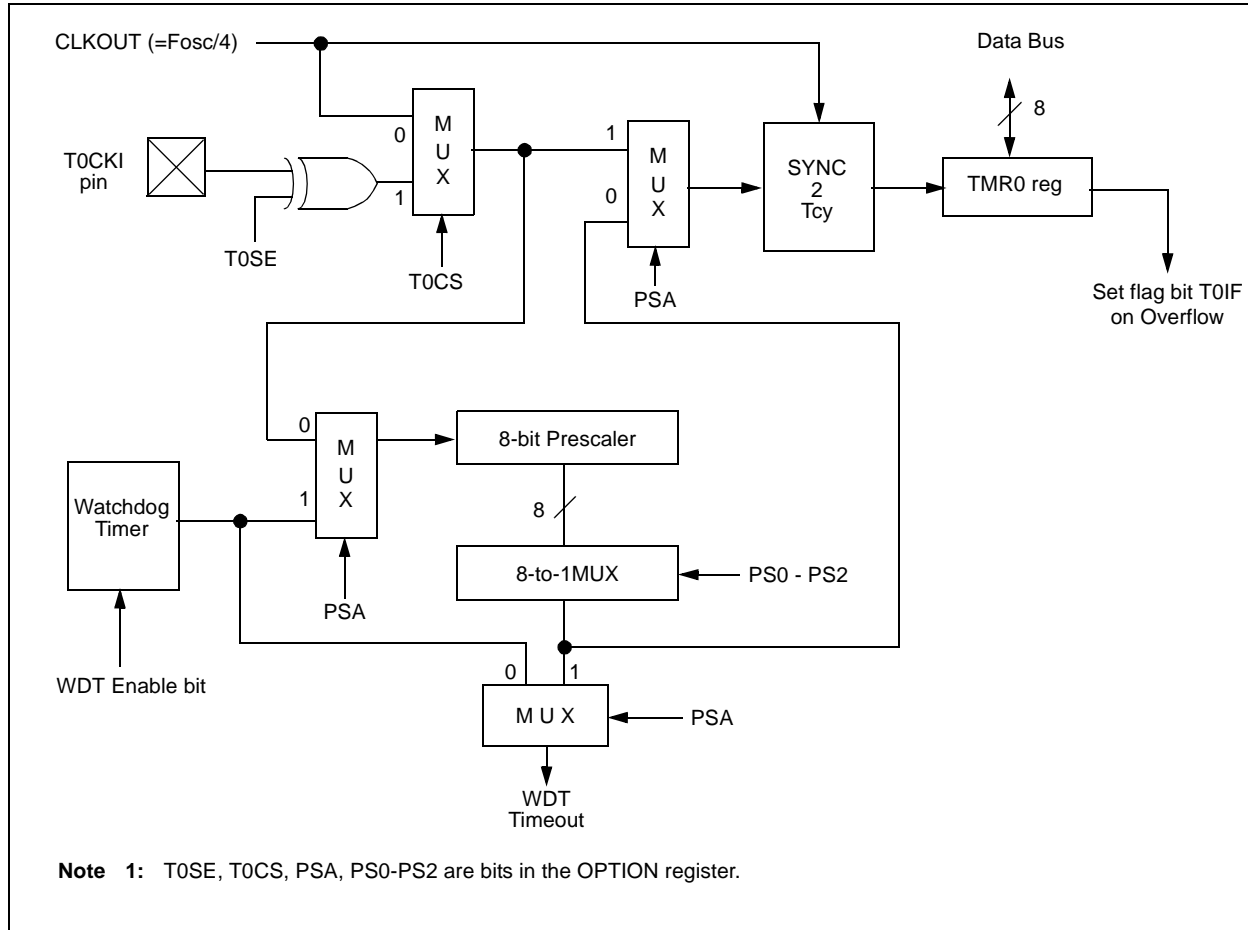 CLKOUT (=Fosc/4)
Data Bus
8
T0CKI
pin
T0SE
0
1
M
U
X
T0CS
1
0
M
U
X
PSA
SYNC
2
Tcy
TMR0 reg
Set flag bit T0IF
on Overflow
0
1
M
U
X
PSA
8-bit Prescaler
8
Watchdog
Timer
WDT Enable bit
8-to-1MUX
PS0 - PS2
0
1
M U X
PSA
WDT
Timeout
Note 1: T0SE, T0CS, PSA, PS0-PS2 are bits in the OPTION register.